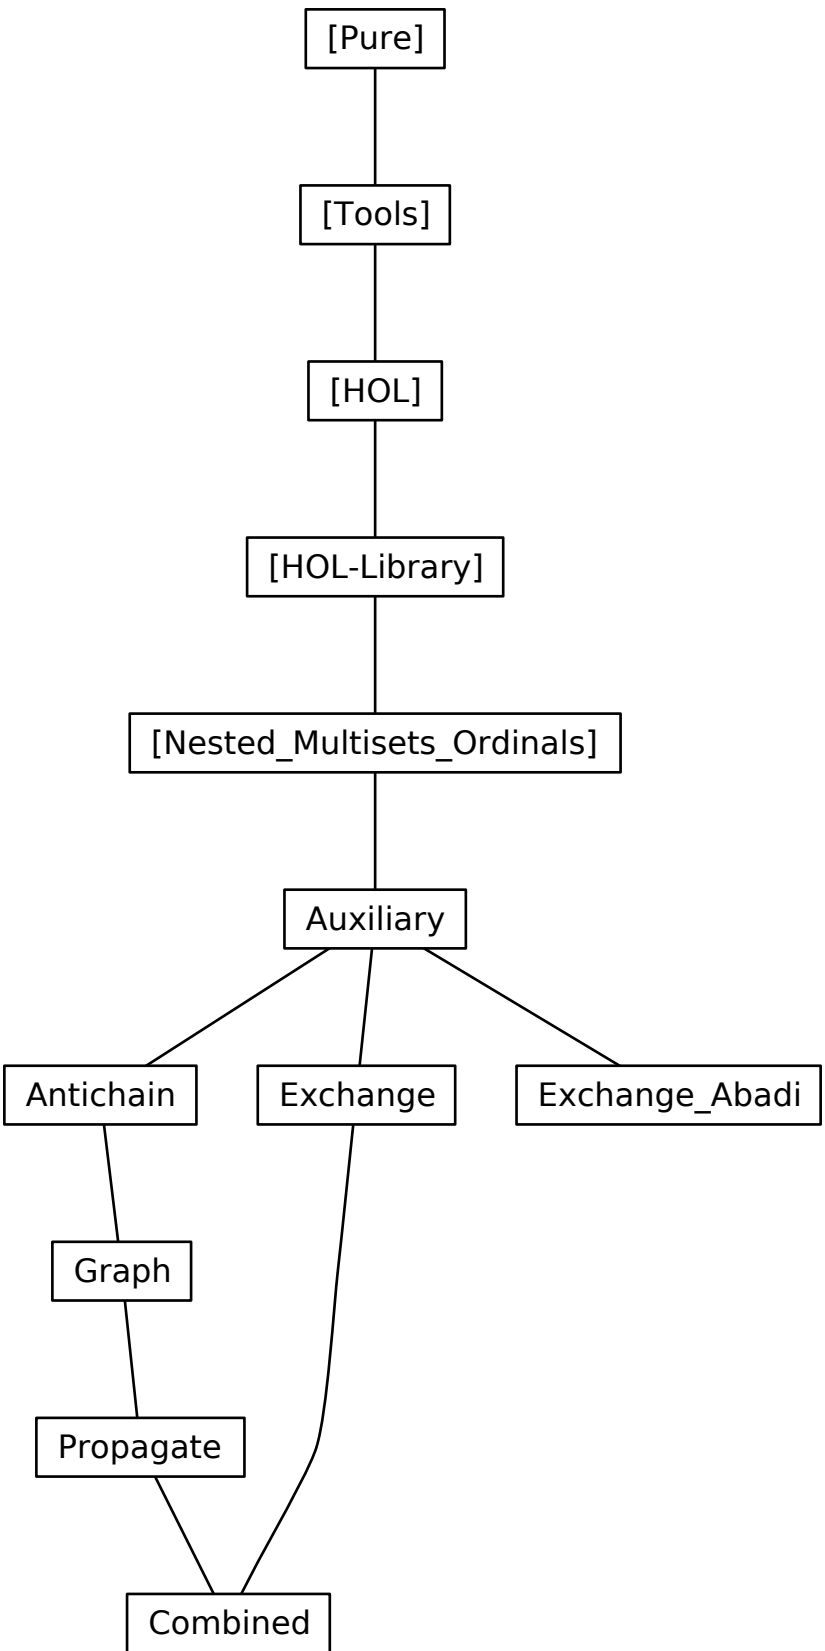 [Pure]
[Tools]
[HOL]
[HOL-Library]
[Nested_Multisets_Ordinals]
Auxiliary
Antichain
Exchange
Exchange_Abadi
Graph
Propagate
Combined